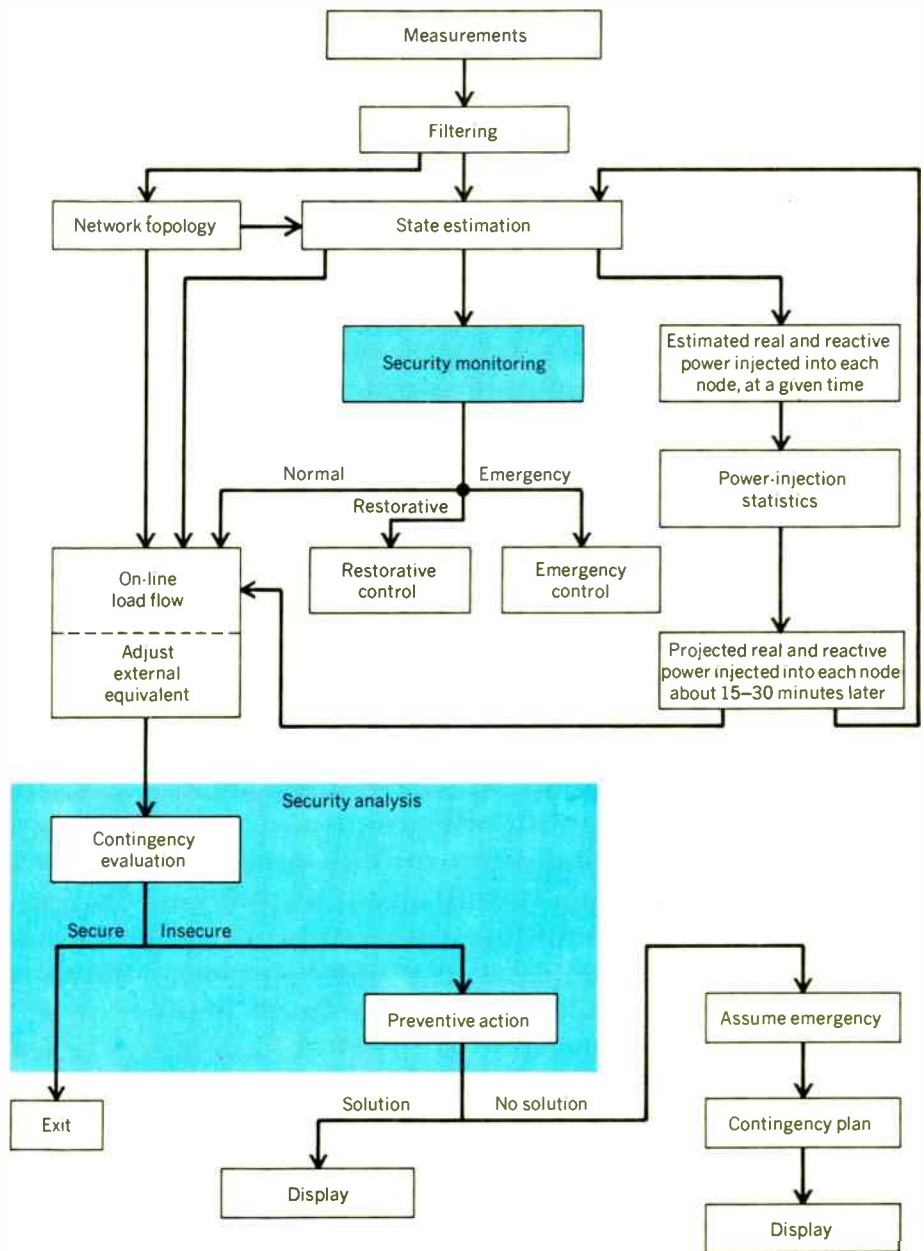 Measurements
Filtering
Network topology
State estimation
Security monitoring
Estimated real and reactive
power injected into each
node, at a given time
Normal
Emergency
Restorative
Power-injection
statistics
On-line
load flow
Restorative
control
Emergency
control
Adjust
external
equivalent
Projected real and reactive
power injected into each node
about 15–30 minutes later
Security analysis
Contingency
evaluation
Secure
Insecure
Preventive action
Assume emergency
Exit
Solution
No solution
Contingency plan
Display
Display